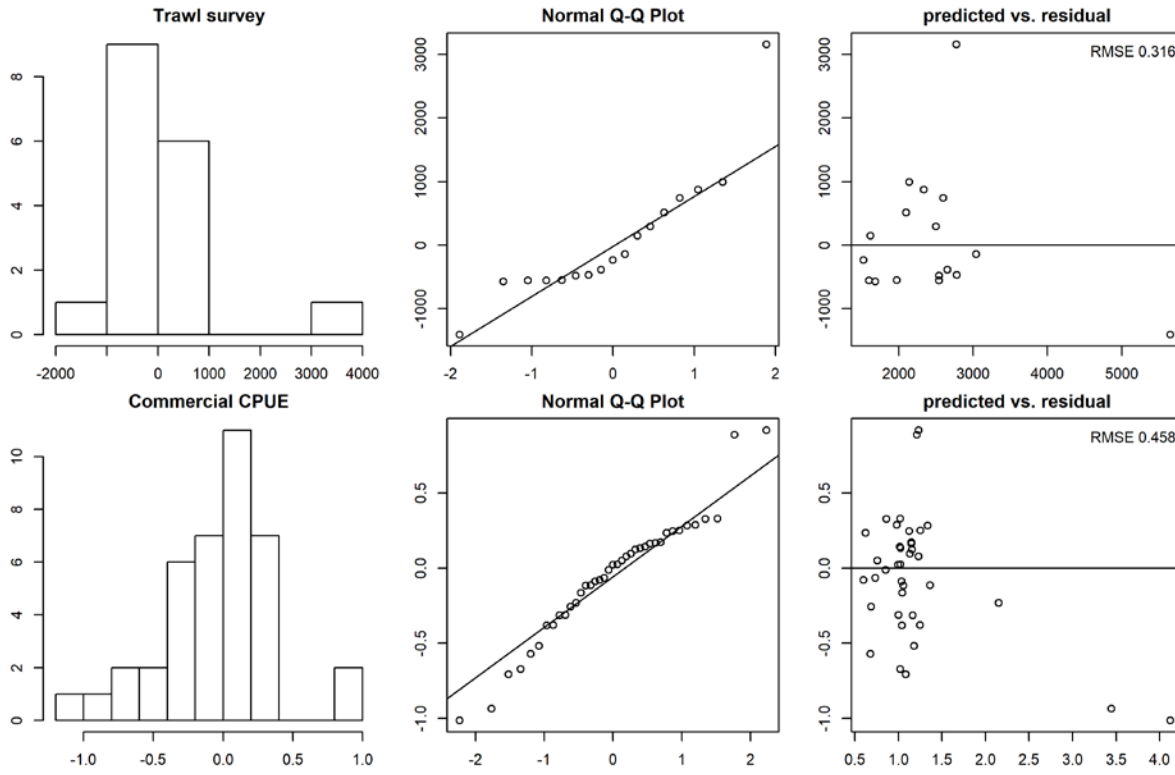 Trawl survey
Normal Q-Q Plot
predicted vs. residual
RMSE 0.316
0 2 4 6 8
-2000 0 1000 2000 3000 4000
-1000 0 1000 2000 3000
-2 -1 0 1 2
-1000 0 1000 2000 3000
2000 3000 4000 5000
Commercial CPUE
Normal Q-Q Plot
predicted vs. residual
RMSE 0.458
0 2 4 6 8 10
-1.0 -0.5 0.0 0.5 1.0
-1.0 -0.5 0.0 0.5
-2 -1 0 1 2
-1.0 -0.5 0.0 0.5
0.5 1.0 1.5 2.0 2.5 3.0 3.5 4.0